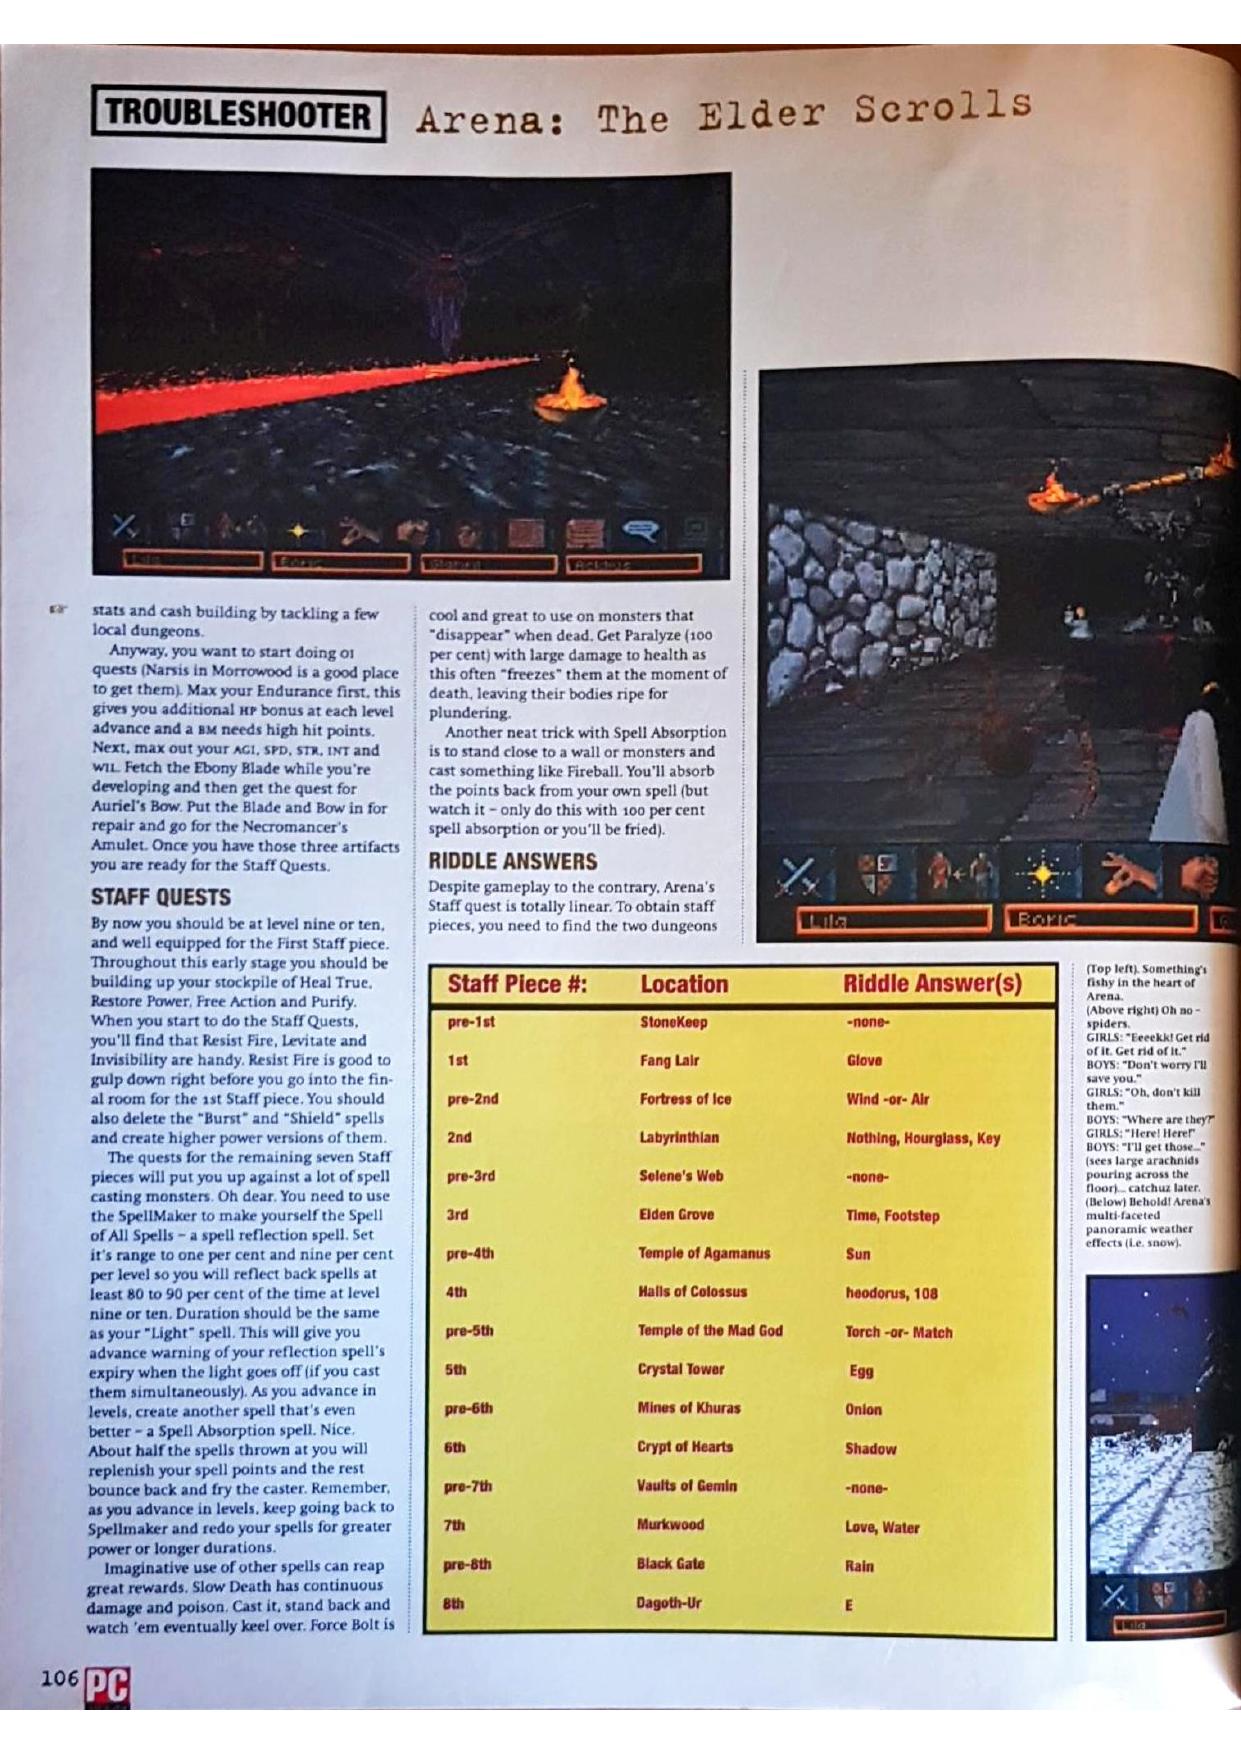 TROUBLESHOOTER Arena: The Elder Scrolls
stats and cash building by tackling a few
local dungeons.
Anyway, you want to start doing 01
quests (Narsis in Morrowood is a good place
to get them). Max your Endurance first, this
gives you additional HP bonus at each level
advance and a BM needs high hit points.
Next, max out your AGI, SPD, STR, INT and
WIL. Fetch the Ebony Blade while you're
developing and then get the quest for
Auriel's Bow. Put the Blade and Bow in for
repair and go for the Necromancer's
Amulet. Once you have those three artifacts
you are ready for the Staff Quests.
STAFF QUESTS
By now you should be at level nine or ten,
and well equipped for the First Staff piece.
Throughout this early stage you should be
building up your stockpile of Heal True,
Restore Power, Free Action and Purify.
When you start to do the Staff Quests,
you'll find that Resist Fire, Levitate and
Invisibility are handy. Resist Fire is good to
gulp down right before you go into the fin-
al room for the 1st Staff piece. You should
also delete the "Burst" and "Shield" spells
and create higher power versions of them.
The quests for the remaining seven Staff
pieces will put you up against a lot of spell
casting monsters. Oh dear. You need to use
the SpellMaker to make yourself the Spell
of All Spells – a spell reflection spell. Set
it's range to one per cent and nine per cent
per level so you will reflect back spells at
least 80 to 90 per cent of the time at level
nine or ten. Duration should be the same
as your "Light" spell. This will give you
advance warning of your reflection spell's
expiry when the light goes off (if you cast
them simultaneously). As you advance in
levels, create another spell that's even
better – a Spell Absorption spell. Nice.
About half the spells thrown at you will
replenish your spell points and the rest
bounce back and fry the caster. Remember,
as you advance in levels, keep going back to
Spellmaker and redo your spells for greater
power or longer durations.
Imaginative use of other spells can reap
great rewards. Slow Death has continuous
damage and poison. Cast it, stand back and
watch 'em eventually keel over. Force Bolt is
cool and great to use on monsters that
"disappear" when dead. Get Paralyze (100
per cent) with large damage to health as
this often "freezes" them at the moment of
death, leaving their bodies ripe for
plundering.
Another neat trick with Spell Absorption
is to stand close to a wall or monsters and
cast something like Fireball. You'll absorb
the points back from your own spell (but
watch it – only do this with 100 per cent
spell absorption or you'll be fried).
RIDDLE ANSWERS
Despite gameplay to the contrary, Arena's
Staff quest is totally linear. To obtain staff
pieces, you need to find the two dungeons
Staff Piece #: Location Riddle Answer(s)
pre-1st StoneKeep -none-
1st Fang Lair Glove
pre-2nd Fortress of Ice Wind -or- Air
2nd Labyrinthian Nothing, Hourglass, Key
pre-3rd Selene's Web -none-
3rd Elden Grove Time, Footstep
pre-4th Temple of Agamanus Sun
4th Halls of Colossus heodorus, 108
pre-5th Temple of the Mad God Torch -or- Match
5th Crystal Tower Egg
pre-6th Mines of Khuras Onion
6th Crypt of Hearts Shadow
pre-7th Vaults of Gemin -none-
7th Murkwood Love, Water
pre-8th Black Gate Rain
8th Dagoth-Ur E
Lila Boric
(Top left). Something's
fishy in the heart of
Arena.
(Above right) Oh no –
spiders.
GIRLS: "Eeeekk! Get rid
of it. Get rid of it."
BOYS: "Don't worry I'll
save you."
GIRLS: "Oh, don't kill
them."
BOYS: "Where are they?"
GIRLS: "Here! Here!"
BOYS: "I'll get those..."
(sees large arachnids
pouring across the
floor)... catchuz later.
(Below) Behold! Arena's
multi-faceted
panoramic weather
effects (i.e. snow).
Lila
106 PC